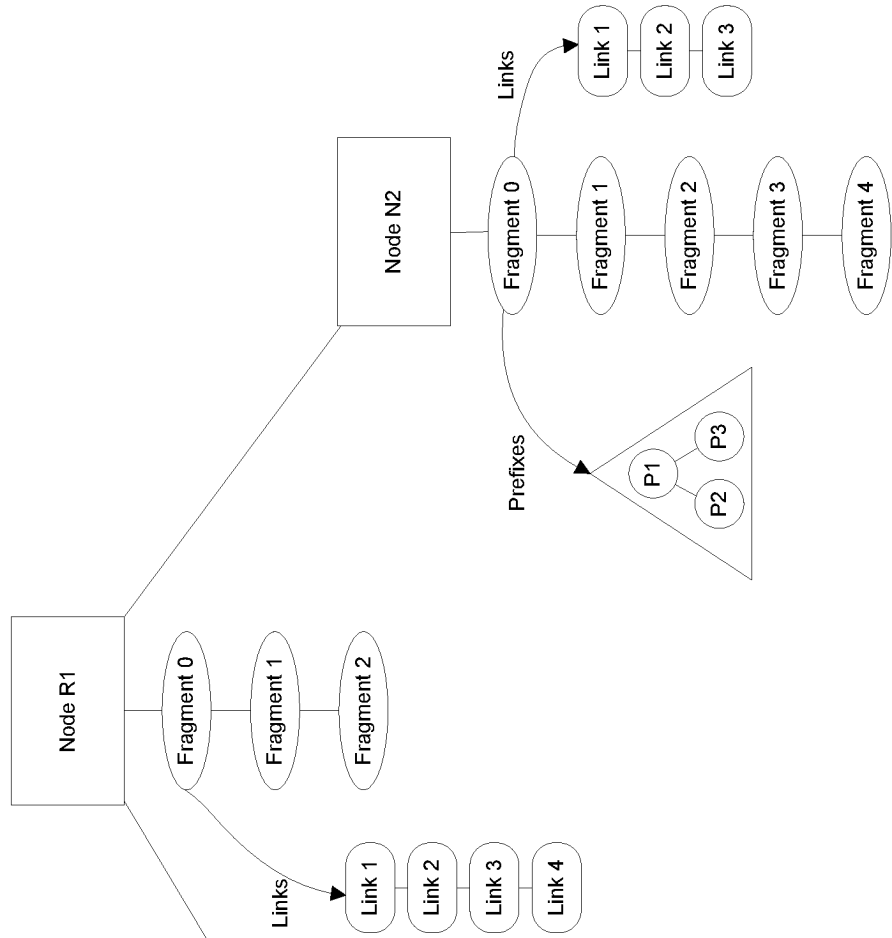 Node R1
Fragment 0
Fragment 1
Fragment 2
Links
Link 1
Link 2
Link 3
Link 4
Node N2
Fragment 0
Fragment 1
Fragment 2
Fragment 3
Fragment 4
Prefixes
P1
P2
P3
Links
Link 1
Link 2
Link 3